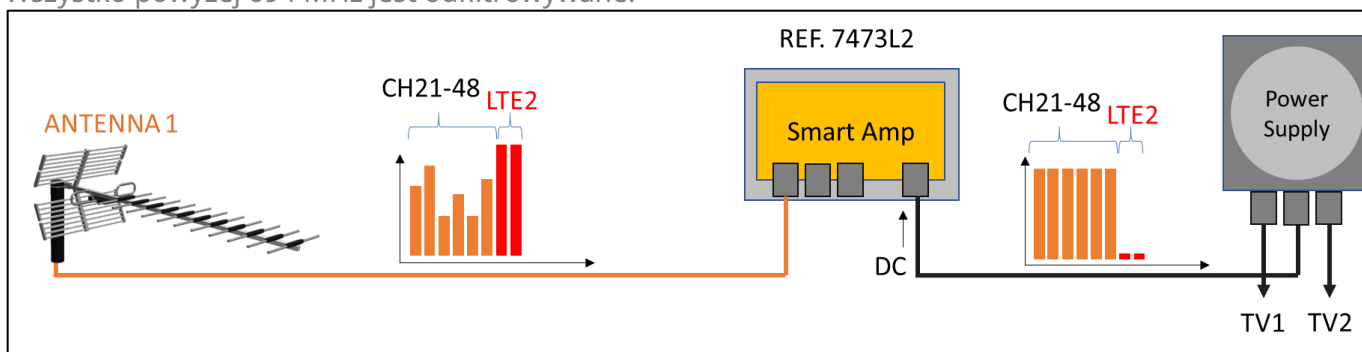 REF. 7473L2
CH21-48
LTE2
ANTENNA 1
Smart Amp
CH21-48
LTE2
Power
Supply
DC
TV1
TV2